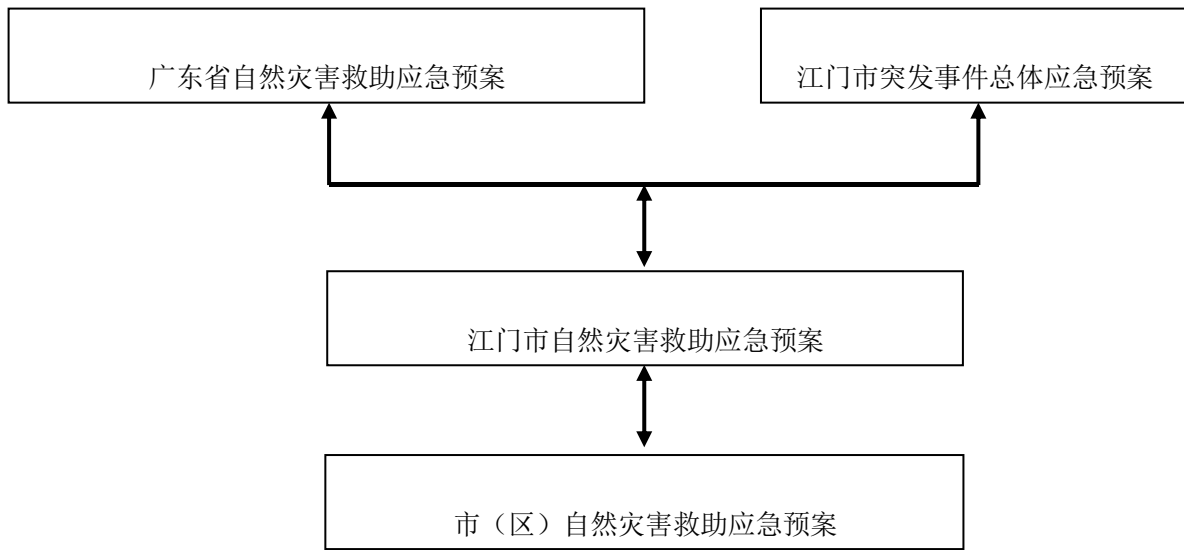 广东省自然灾害救助应急预案
江门市突发事件总体应急预案
江门市自然灾害救助应急预案
市（区）自然灾害救助应急预案